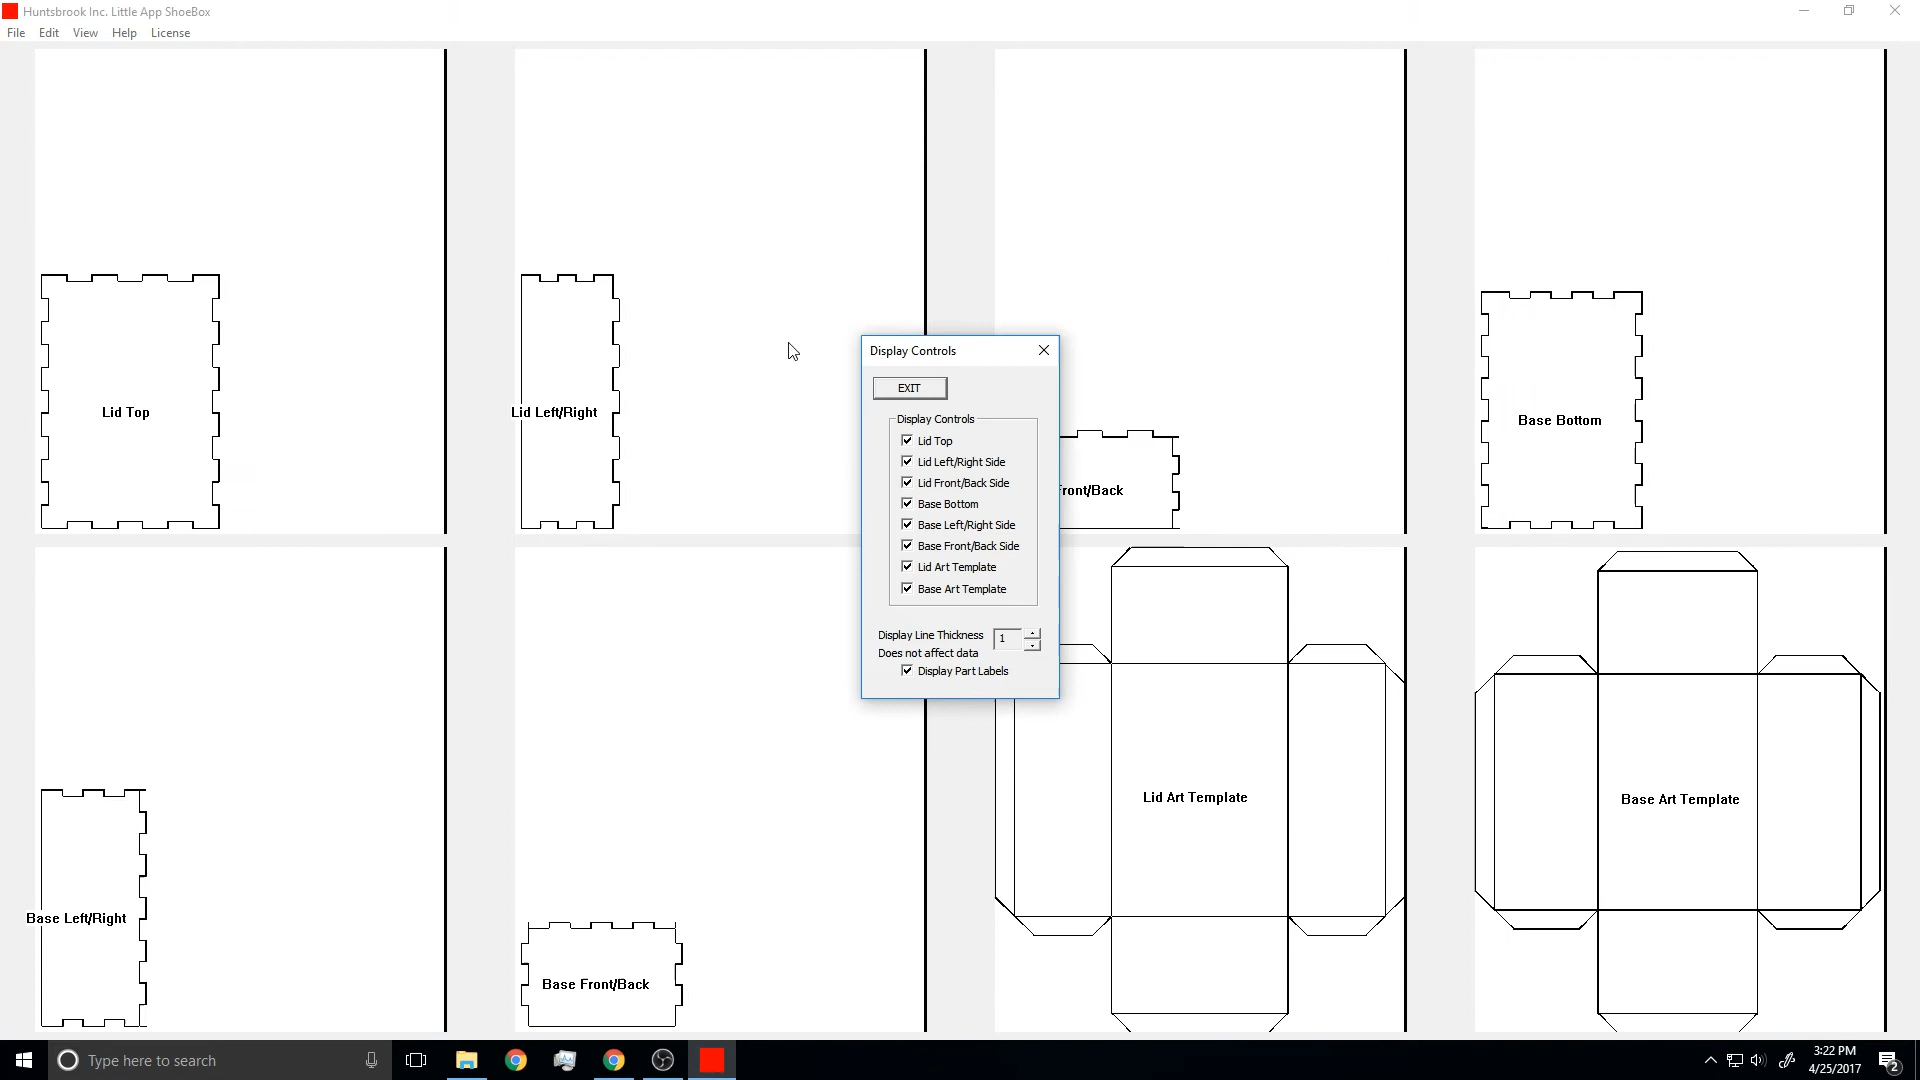 Huntsbrook Inc. Little App ShoeBox
File Edit View Help License
Lid Top
Lid Left/Right
Front/Back
Base Bottom
Display Controls
EXIT
Display Controls
Lid Top
Lid Left/Right Side
Lid Front/Back Side
Base Bottom
Base Left/Right Side
Base Front/Back Side
Lid Art Template
Base Art Template
Display Line Thickness 1
Does not affect data
Display Part Labels
Base Left/Right
Base Front/Back
Lid Art Template
Base Art Template
Type here to search
3:22 PM
4/25/2017
2